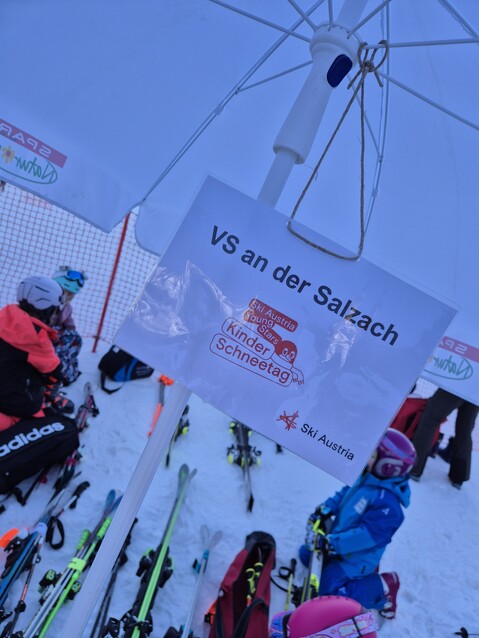 SPAR
Natur
VS an der Salzach
Ski Austria
Young
Stars
Kinder
Schneetag
Ski Austria
SPAR
Natur
adidas